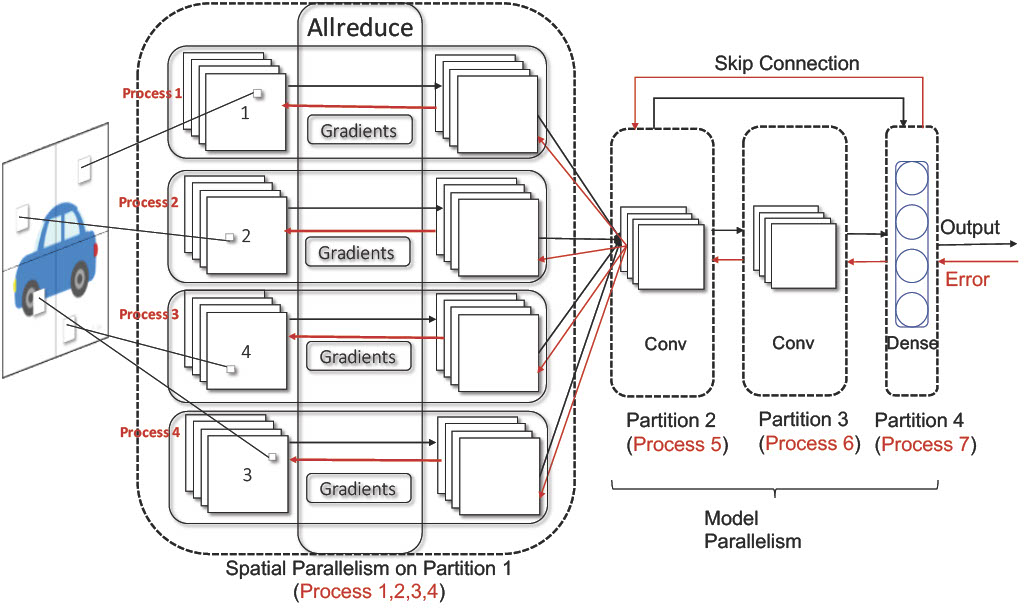 Allreduce
Process 1
1
Gradients
Process 2
2
Gradients
Process 3
4
Gradients
Process 4
3
Gradients
Spatial Parallelism on Partition 1
(Process 1,2,3,4)
Skip Connection
Conv
Conv
Dense
Output
Error
Partition 2
(Process 5)
Partition 3
(Process 6)
Partition 4
(Process 7)
Model
Parallelism